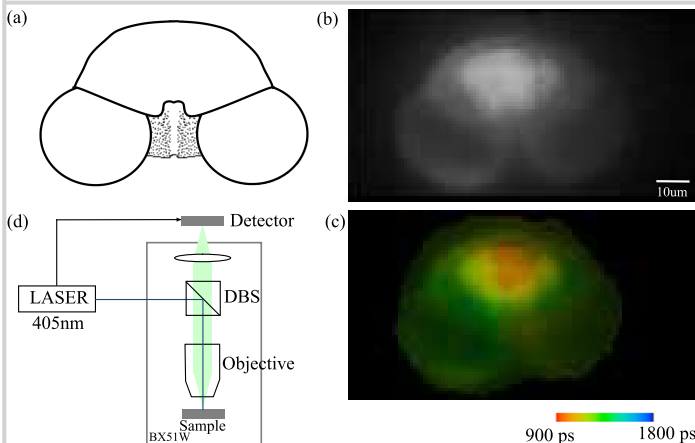 (a)
(b)
10um
(d)
Detector
LASER
405nm
DBS
Objective
Sample
BX51W
(c)
900 ps
1800 ps